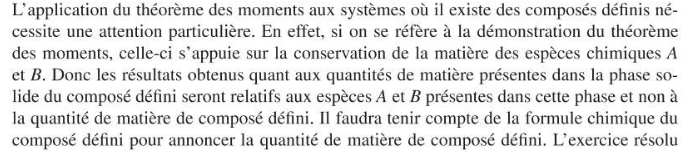 L'application du théorème des moments aux systèmes où il existe des composés définis né-
cessite une attention particulière. En effet, si on se réfère à la démonstration du théorème
des moments, celle-ci s'appuie sur la conservation de la matière des espèces chimiques A
et B. Donc les résultats obtenus quant aux quantités de matière présentes dans la phase so-
lide du composé défini seront relatifs aux espèces A et B présentes dans cette phase et non à
la quantité de matière de composé défini. Il faudra tenir compte de la formule chimique du
composé défini pour annoncer la quantité de matière de composé défini. L'exercice résolu